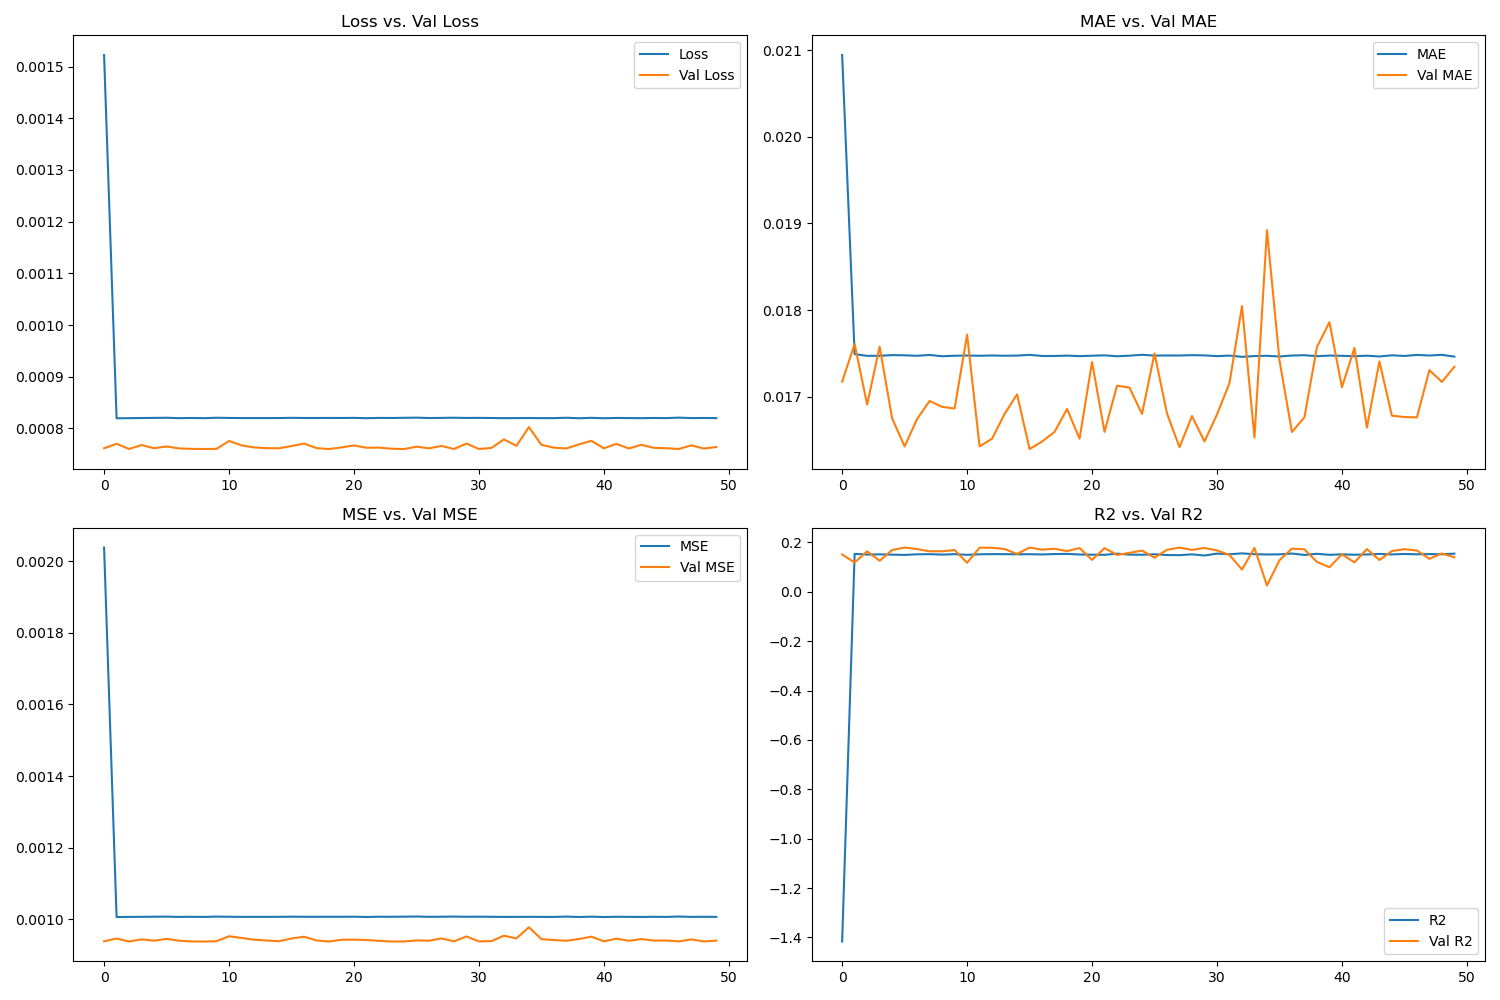 Loss vs. Val Loss
0.0015
0.0014
0.0013
0.0012
0.0011
0.0010
0.0009
0.0008
0 10 20 30 40 50
Loss
Val Loss
MAE vs. Val MAE
0.021
0.020
0.019
0.018
0.017
0 10 20 30 40 50
MAE
Val MAE
MSE vs. Val MSE
0.0020
0.0018
0.0016
0.0014
0.0012
0.0010
0 10 20 30 40 50
MSE
Val MSE
R2 vs. Val R2
0.2
0.0
−0.2
−0.4
−0.6
−0.8
−1.0
−1.2
−1.4
0 10 20 30 40 50
R2
Val R2